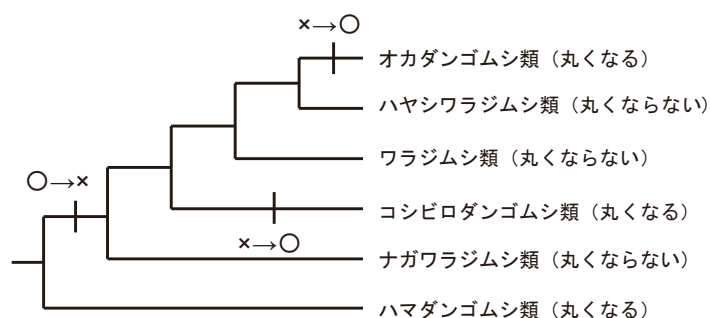 ×→○
オカダンゴムシ類（丸くなる）
ハヤシワラジムシ類（丸くならない）
ワラジムシ類（丸くならない）
○→×
コシビロダンゴムシ類（丸くなる）
×→○
ナガワラジムシ類（丸くならない）
ハマダンゴムシ類（丸くなる）